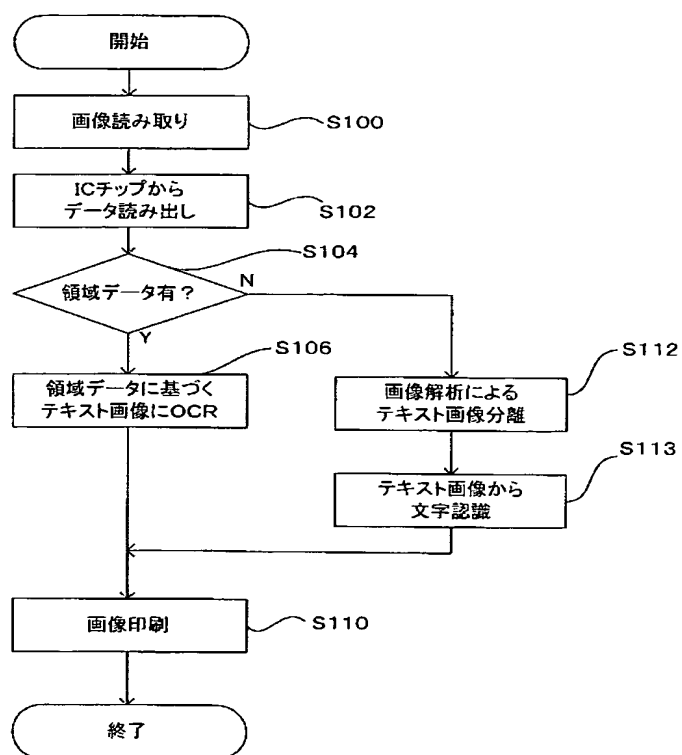 開始
画像読み取り
S100
ICチップから
データ読み出し
S102
S104
領域データ有?
N
Y
S106
領域データに基づく
テキスト画像にOCR
S112
画像解析による
テキスト画像分離
S113
テキスト画像から
文字認識
画像印刷
S110
終了